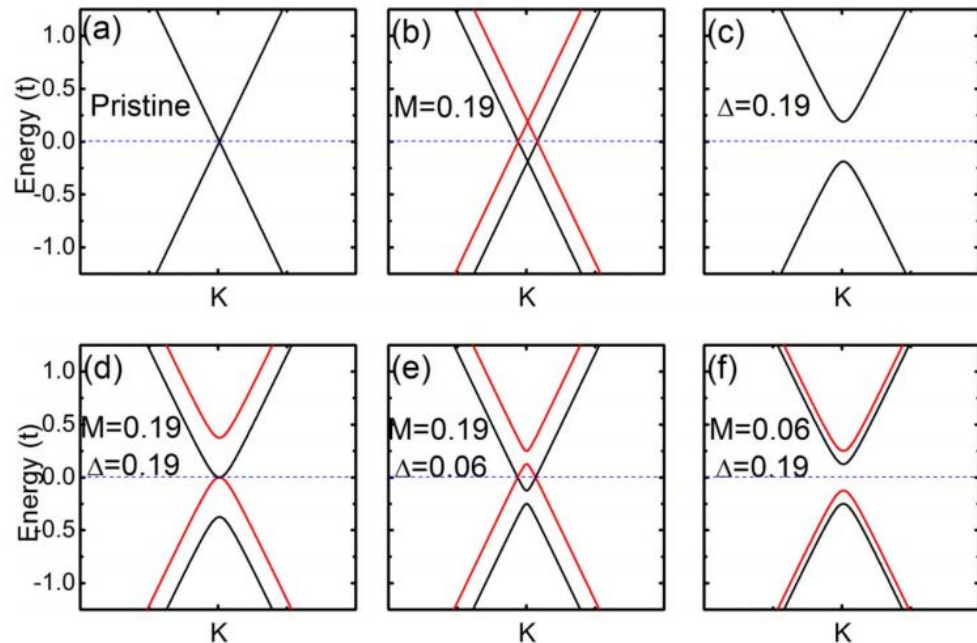 (a)
Pristine
Energy (t)
1.0
0.5
0.0
-0.5
-1.0
K
(b)
M=0.19
K
(c)
Δ=0.19
K
(d)
M=0.19
Δ=0.19
Energy (t)
1.0
0.5
0.0
-0.5
-1.0
K
(e)
M=0.19
Δ=0.06
K
(f)
M=0.06
Δ=0.19
K